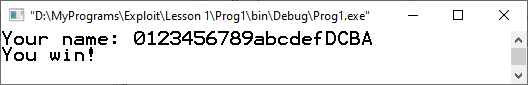 "D:\MyPrograms\Exploit\Lesson 1\Prog1\bin\Debug\Prog1.exe"
Your name: 0123456789abcdefDCBA
You win!